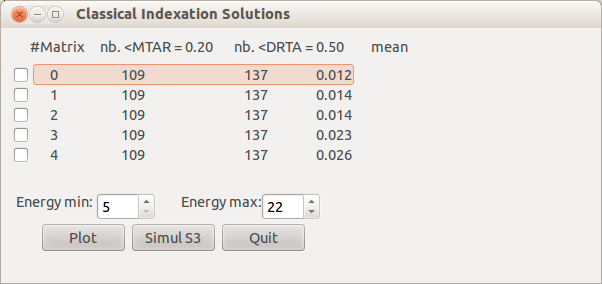 Classical Indexation Solutions
#Matrix nb. <MTAR = 0.20 nb. <DRTA = 0.50 mean
0 109 137 0.012
1 109 137 0.014
2 109 137 0.014
3 109 137 0.023
4 109 137 0.026
Energy min: 5 Energy max: 22
Plot Simul S3 Quit